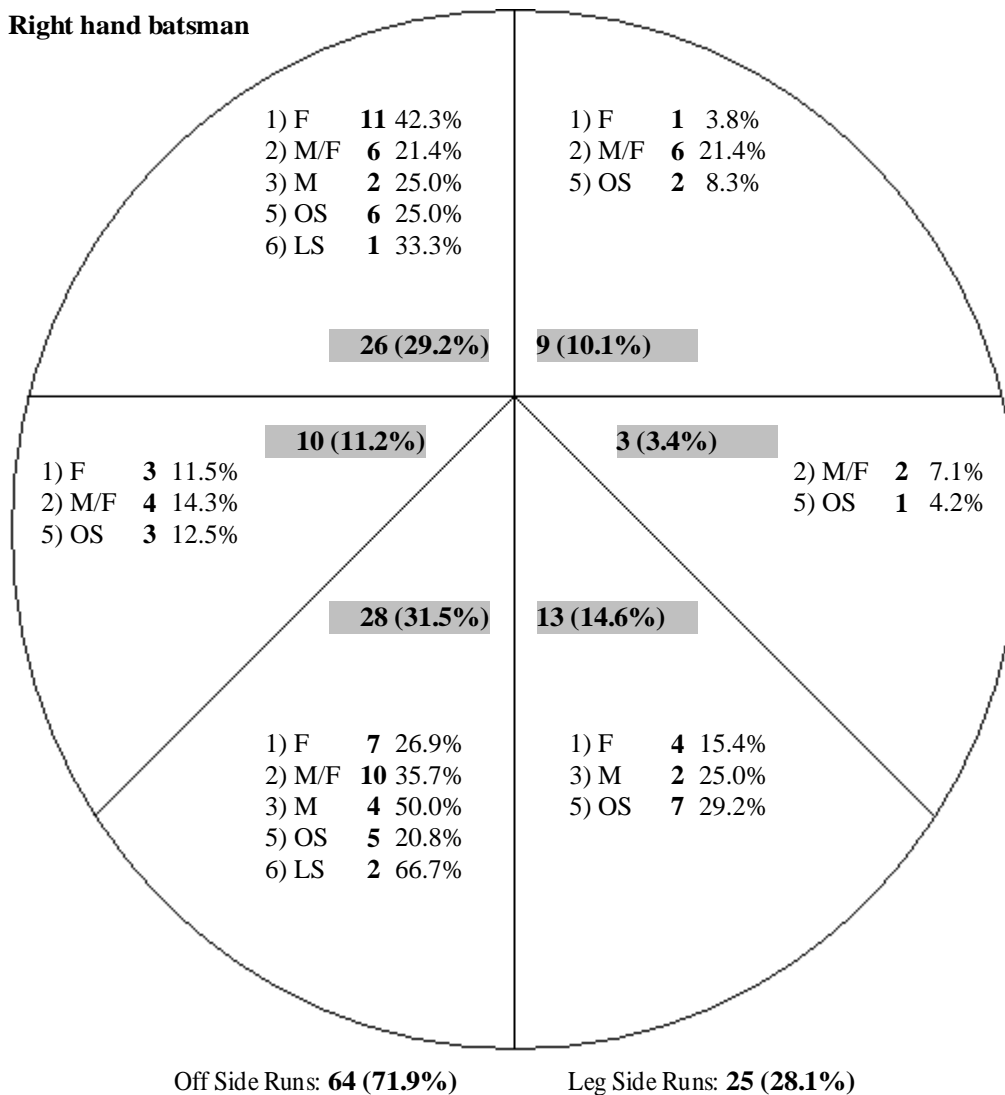 Right hand batsman
1) F 11 42.3%
2) M/F 6 21.4%
3) M 2 25.0%
5) OS 6 25.0%
6) LS 1 33.3%
26 (29.2%)
1) F 1 3.8%
2) M/F 6 21.4%
5) OS 2 8.3%
9 (10.1%)
10 (11.2%)
1) F 3 11.5%
2) M/F 4 14.3%
5) OS 3 12.5%
3 (3.4%)
2) M/F 2 7.1%
5) OS 1 4.2%
28 (31.5%)
1) F 7 26.9%
2) M/F 10 35.7%
3) M 4 50.0%
5) OS 5 20.8%
6) LS 2 66.7%
13 (14.6%)
1) F 4 15.4%
3) M 2 25.0%
5) OS 7 29.2%
Off Side Runs: 64 (71.9%)
Leg Side Runs: 25 (28.1%)